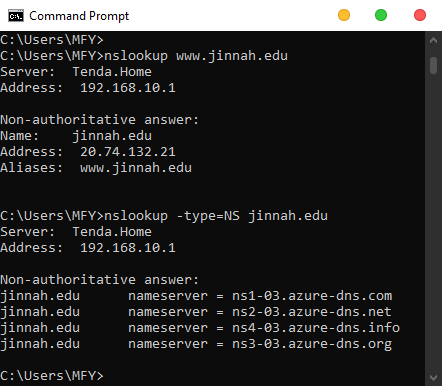 Command Prompt
C:\Users\MFY>
C:\Users\MFY>nslookup www.jinnah.edu
Server:  Tenda.Home
Address:  192.168.10.1
Non-authoritative answer:
Name:    jinnah.edu
Address:  20.74.132.21
Aliases:  www.jinnah.edu
C:\Users\MFY>nslookup -type=NS jinnah.edu
Server:  Tenda.Home
Address:  192.168.10.1
Non-authoritative answer:
jinnah.edu      nameserver = ns1-03.azure-dns.com
jinnah.edu      nameserver = ns2-03.azure-dns.net
jinnah.edu      nameserver = ns4-03.azure-dns.info
jinnah.edu      nameserver = ns3-03.azure-dns.org
C:\Users\MFY>